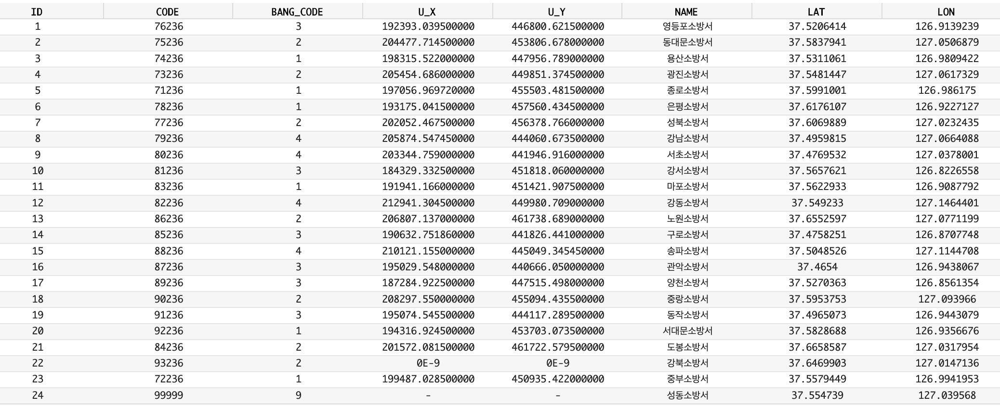 ID CODE BANG_CODE U_X U_Y NAME LAT LON
1 76236 3 192393.039500000 446800.621500000 영등포소방서 37.5206414 126.9139239
2 75236 2 204477.714500000 453806.678000000 동대문소방서 37.5837941 127.0506879
3 74236 1 198315.522000000 447956.789000000 용산소방서 37.5311061 126.9809422
4 73236 2 205454.686000000 449851.374500000 광진소방서 37.5481447 127.0617329
5 71236 1 197056.969720000 455503.481500000 종로소방서 37.5991001 126.986175
6 78236 1 193175.041500000 457560.434500000 은평소방서 37.6176107 126.9227127
7 77236 2 202052.467500000 456378.766000000 성북소방서 37.6069889 127.0232435
8 79236 4 205874.547450000 444060.673500000 강남소방서 37.4959815 127.0664088
9 80236 4 203344.759000000 441946.916000000 서초소방서 37.4769532 127.0378001
10 81236 3 184329.332500000 451818.060000000 강서소방서 37.5657621 126.8226558
11 83236 1 191941.166000000 451421.907500000 마포소방서 37.5622933 126.9087792
12 82236 4 212941.304500000 449980.709000000 강동소방서 37.549233 127.1464401
13 86236 2 206807.137000000 461738.689000000 노원소방서 37.6552597 127.0771199
14 85236 3 190632.751860000 441826.441000000 구로소방서 37.4758251 126.8707748
15 88236 4 210121.155000000 445049.345450000 송파소방서 37.5048526 127.1144708
16 87236 3 195029.548000000 440666.050000000 관악소방서 37.4654 126.9438067
17 89236 3 187284.922500000 447515.498000000 양천소방서 37.5270363 126.8561354
18 90236 2 208297.550000000 455094.435500000 중랑소방서 37.5953753 127.093966
19 91236 3 195074.545500000 444117.289500000 동작소방서 37.4965073 126.9443079
20 92236 1 194316.924500000 453703.073500000 서대문소방서 37.5828688 126.9356676
21 84236 2 201572.081500000 461722.579500000 도봉소방서 37.6658587 127.0317954
22 93236 2 0E-9 0E-9 강북소방서 37.6469903 127.0147136
23 72236 1 199487.028500000 450935.422000000 중부소방서 37.5579449 126.9941953
24 99999 9 - - 성동소방서 37.554739 127.039568